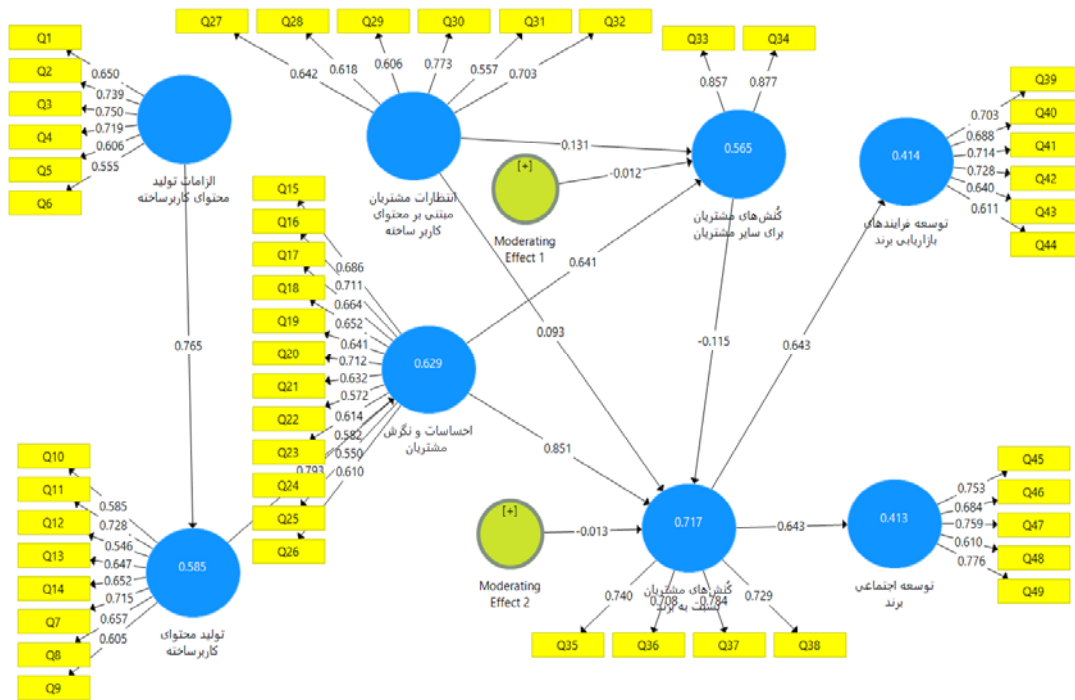 Q27
Q28
Q29
Q30
Q31
Q32
0.642
0.618
0.606
0.773
0.557
0.703
Q33
Q34
0.857
0.877
Q1
Q2
Q3
Q4
Q5
Q6
0.650
0.739
0.750
0.719
0.606
0.555
الزامات تولید
محتوای کاربرساخته
انتظارات مشتریان
مبتنی بر محتوای
کاربر ساخته
0.131
[+]
-0.012
Moderating
Effect 1
0.565
کُنش‌های مشتریان
برای سایر مشتریان
0.414
توسعه فرایندهای
بازاریابی برند
Q39
Q40
Q41
Q42
Q43
Q44
0.703
0.688
0.714
0.728
0.640
0.611
Q15
Q16
Q17
Q18
Q19
Q20
Q21
Q22
Q23
Q24
Q25
Q26
0.686
0.711
0.664
0.652
0.641
0.712
0.632
0.572
0.614
0.582
0.550
0.610
0.629
احساسات و نگرش
مشتریان
0.765
0.793
0.641
0.093
-0.115
0.643
0.851
Q10
Q11
Q12
Q13
Q14
Q7
Q8
Q9
0.585
0.728
0.546
0.647
0.652
0.715
0.657
0.605
0.585
تولید محتوای
کاربرساخته
[+]
-0.013
Moderating
Effect 2
0.717
کُنش‌های مشتریان
نسبت به برند
0.740
0.708
0.784
0.729
Q35
Q36
Q37
Q38
0.643
0.413
توسعه اجتماعی
برند
Q45
Q46
Q47
Q48
Q49
0.753
0.684
0.759
0.610
0.776